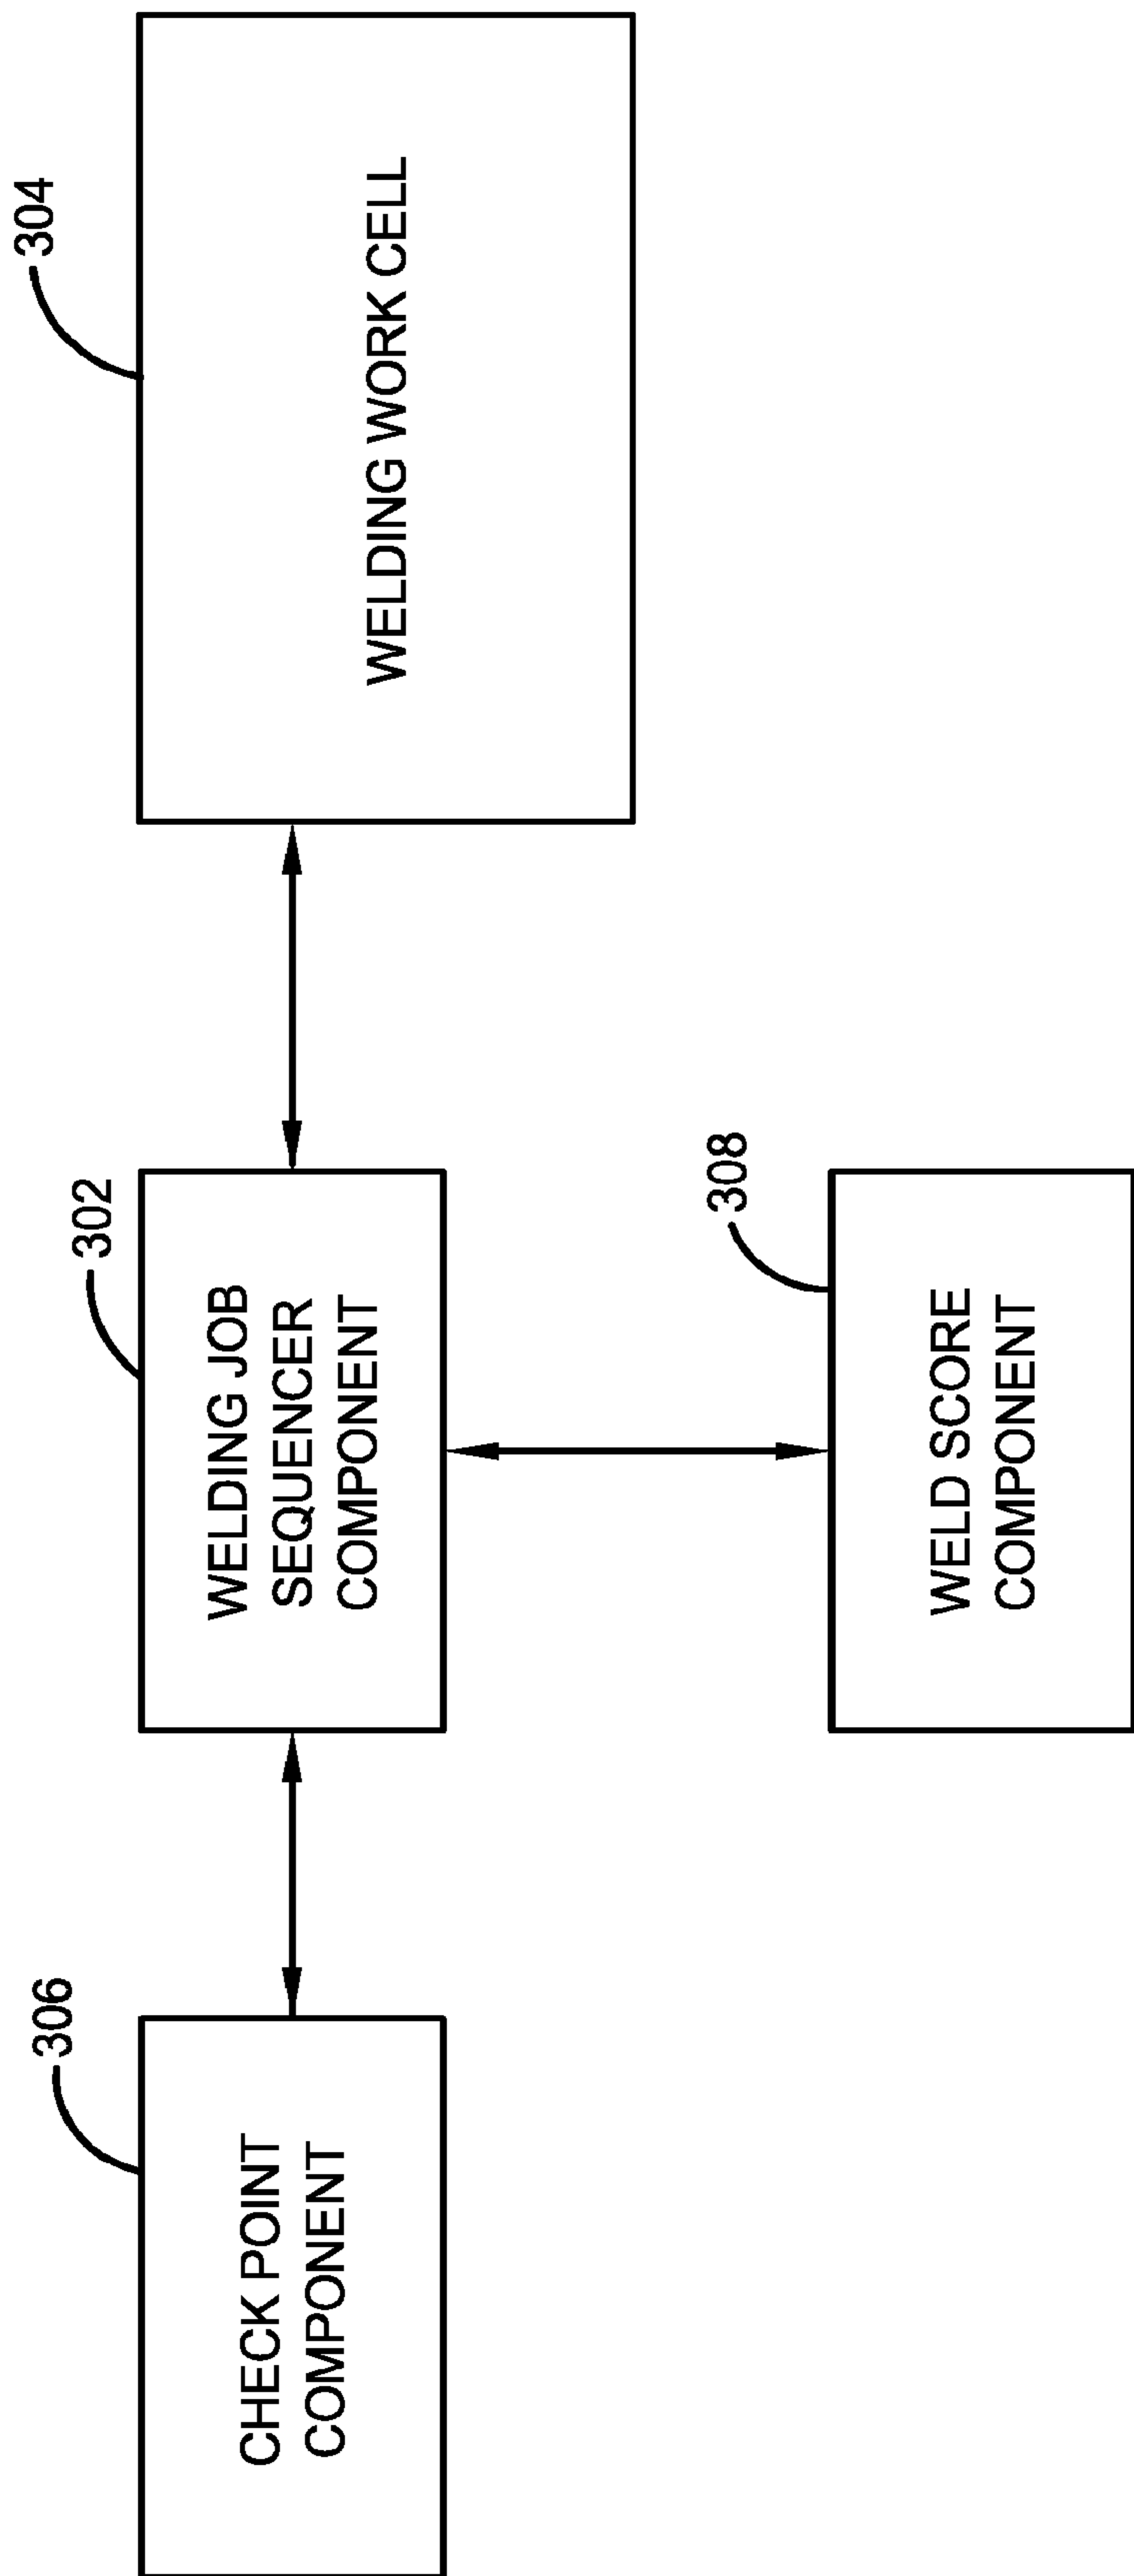 306
CHECK POINT
COMPONENT
302
WELDING JOB
SEQUENCER
COMPONENT
304
WELDING WORK CELL
308
WELD SCORE
COMPONENT